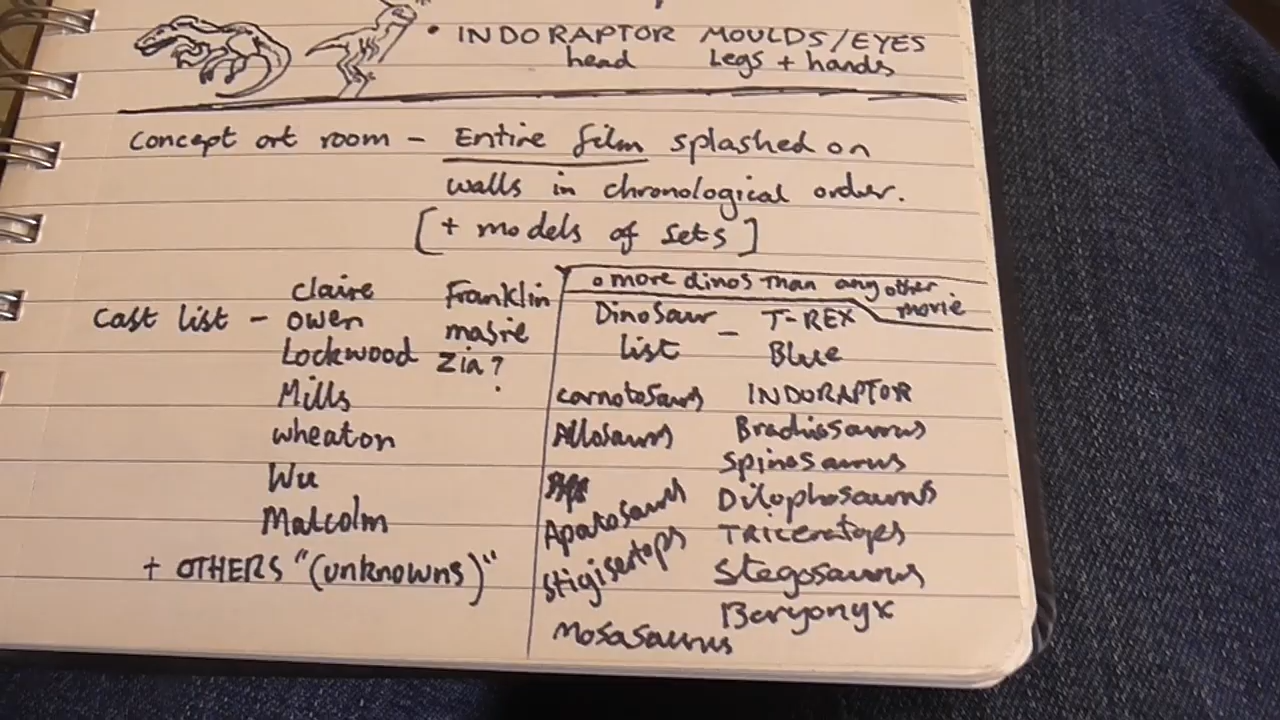 • INDORAPTOR MOULDS/EYES
head Legs + hands
Concept art room - Entire film splashed on
walls in chronological order.
[+ models of sets]
Cast list -
Claire
Owen
Lockwood
Mills
Wheaton
Wu
Malcolm
Franklin
masie
Zia?
+ OTHERS "(unknowns)"
o more dinos than any other
movie
Dinosaur
list -
T-REX
Blue
INDORAPTOR
Brachiosaurus
Spinosaurus
Dilophosaurus
TRICeratops
Stegosaurus
Baryonyx
Carnotosaurus
Allosaurus
Apatosaurus
Stigisertops
Mosasaurus